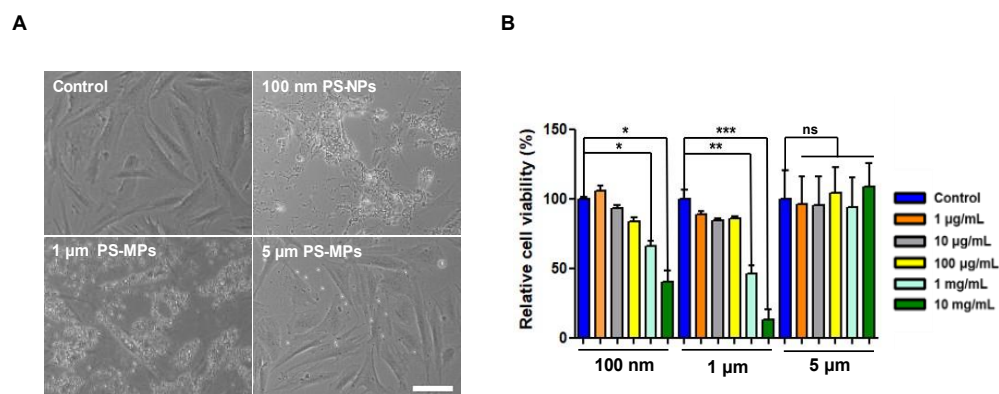 A
B
Control
100 nm PS-NPs
1 µm PS-MPs
5 µm PS-MPs
Relative cell viability (%)
150
100
50
0
*
*
***
**
ns
100 nm
1 µm
5 µm
Control
1 µg/mL
10 µg/mL
100 µg/mL
1 mg/mL
10 mg/mL